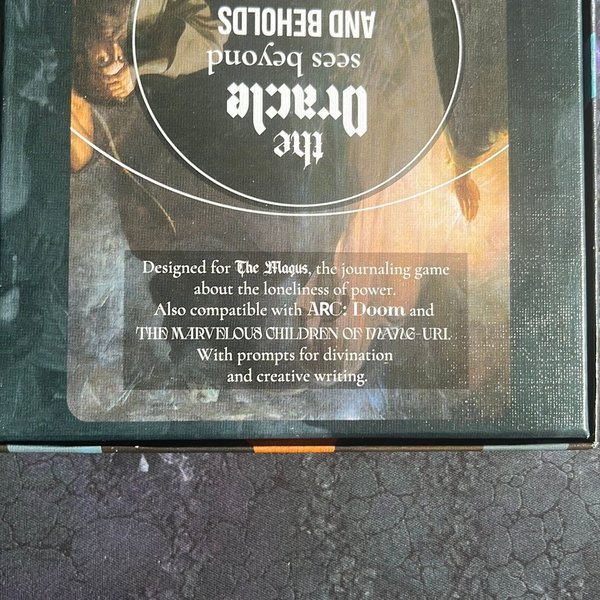 the
Oracle
sees beyond
AND BEHOLDS
Designed for The Magus, the journaling game
about the loneliness of power.
Also compatible with ARC: Doom and
THE MARVELOUS CHILDREN OF NANG-URL
With prompts for divination
and creative writing.